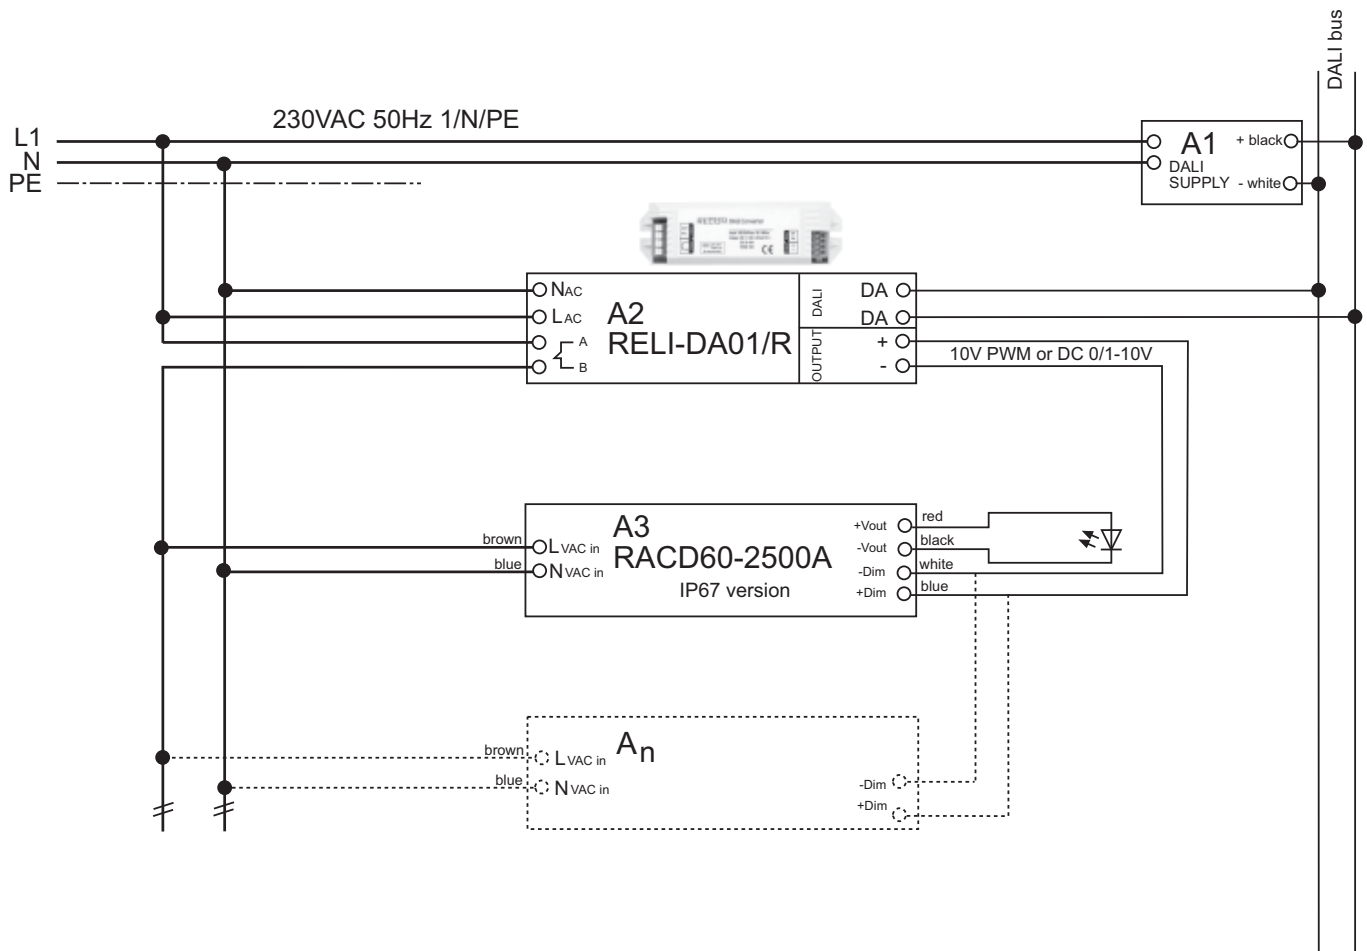 DALI bus
230VAC 50Hz 1/N/PE
L1
N
PE
A1
DALI
SUPPLY
+ black
- white
RECOM
NAC
LAC
A
B
A2
RELI-DA01/R
DALI
DA
DA
OUTPUT
+
-
10V PWM or DC 0/1-10V
brown
blue
LVAC in
NVAC in
A3
RACD60-2500A
IP67 version
+Vout
-Vout
-Dim
+Dim
red
black
white
blue
brown
blue
LVAC in
NVAC in
An
-Dim
+Dim